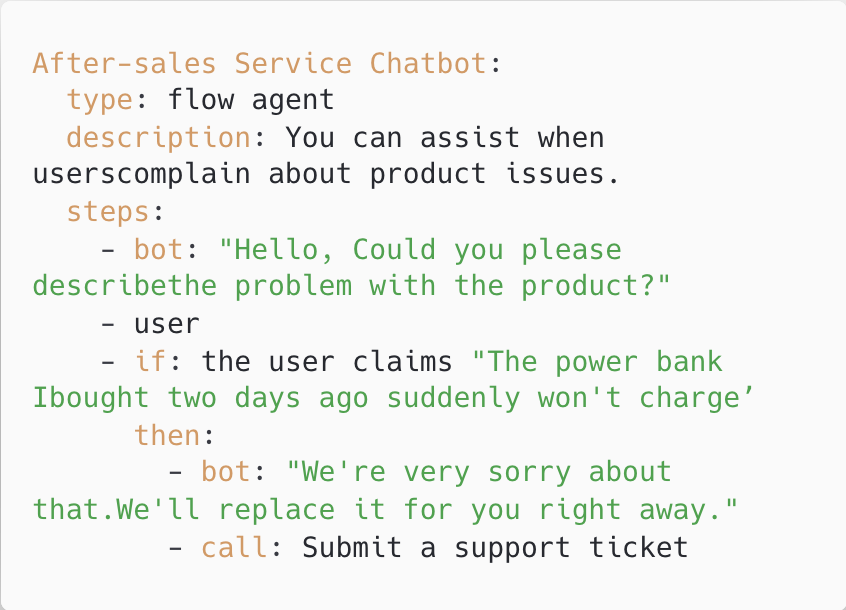 After-sales Service Chatbot:
  type: flow agent
  description: You can assist when
userscomplain about product issues.
  steps:
    - bot: "Hello, Could you please
describethe problem with the product?"
    - user
    - if: the user claims "The power bank
Ibought two days ago suddenly won't charge’
      then:
        - bot: "We're very sorry about
that.We'll replace it for you right away."
        - call: Submit a support ticket